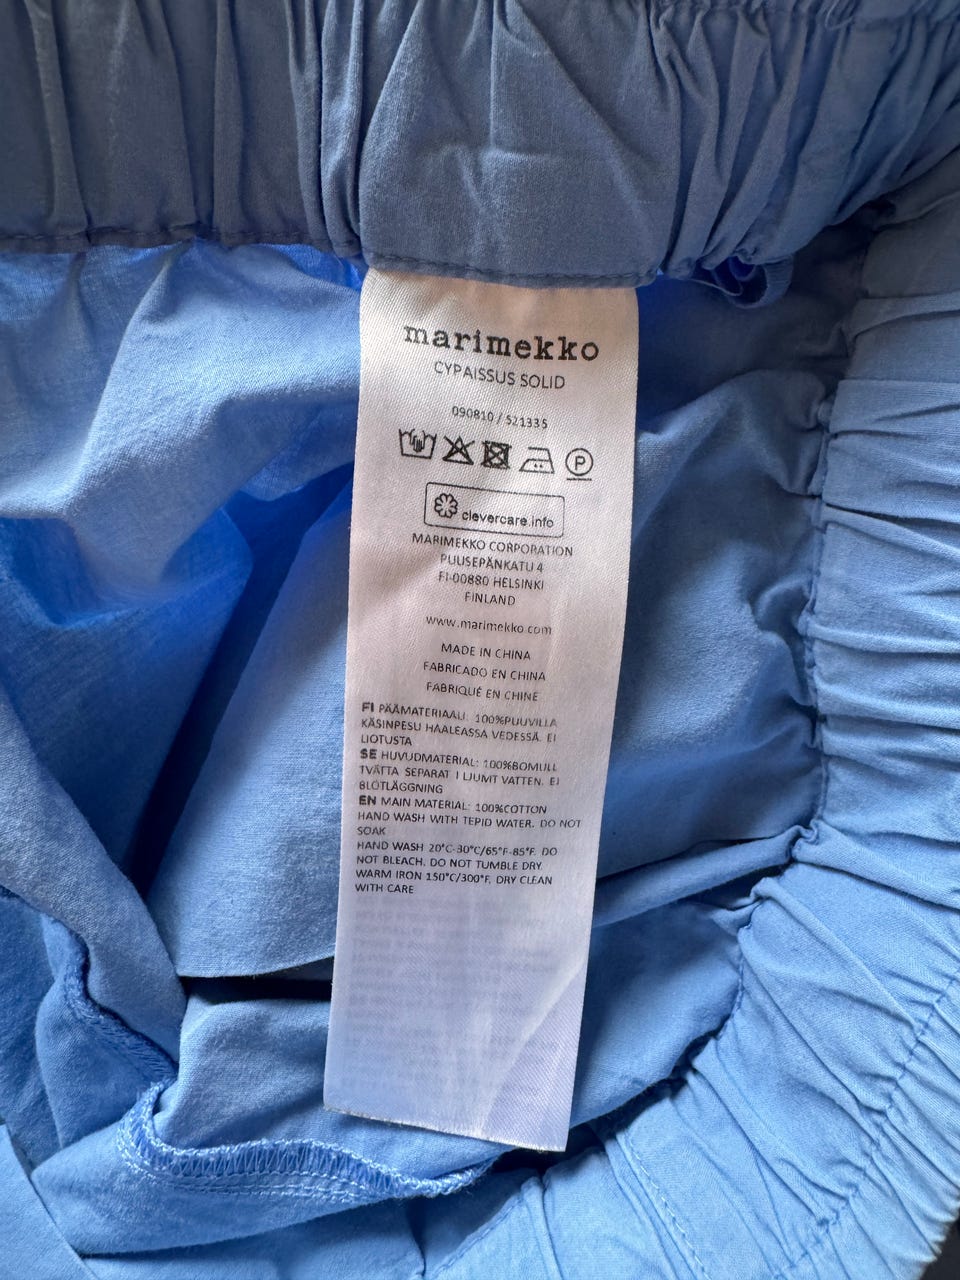 marimekko
CYPAISSUS SOLID
090810 / 521335
P
clevercare.info
MARIMEKKO CORPORATION
PUUSEPÄNKATU 4
FI-00880 HELSINKI
FINLAND
www.marimekko.com
MADE IN CHINA
FABRICADO EN CHINA
FABRIQUÉ EN CHINE
FI PÄÄMATERIAALI: 100%PUUVILLA
KÄSINPESU HAALEASSA VEDESSÄ. EI
LIOTUSTA
SE HUVUDMATERIAL: 100%BOMULL
TVÄTTA SEPARAT I LJUMT VATTEN. EJ
BLÖTLÄGGNING
EN MAIN MATERIAL: 100%COTTON
HAND WASH WITH TEPID WATER. DO NOT
SOAK
HAND WASH 20°C-30°C/65°F-85°F. DO
NOT BLEACH. DO NOT TUMBLE DRY.
WARM IRON 150°C/300°F. DRY CLEAN
WITH CARE